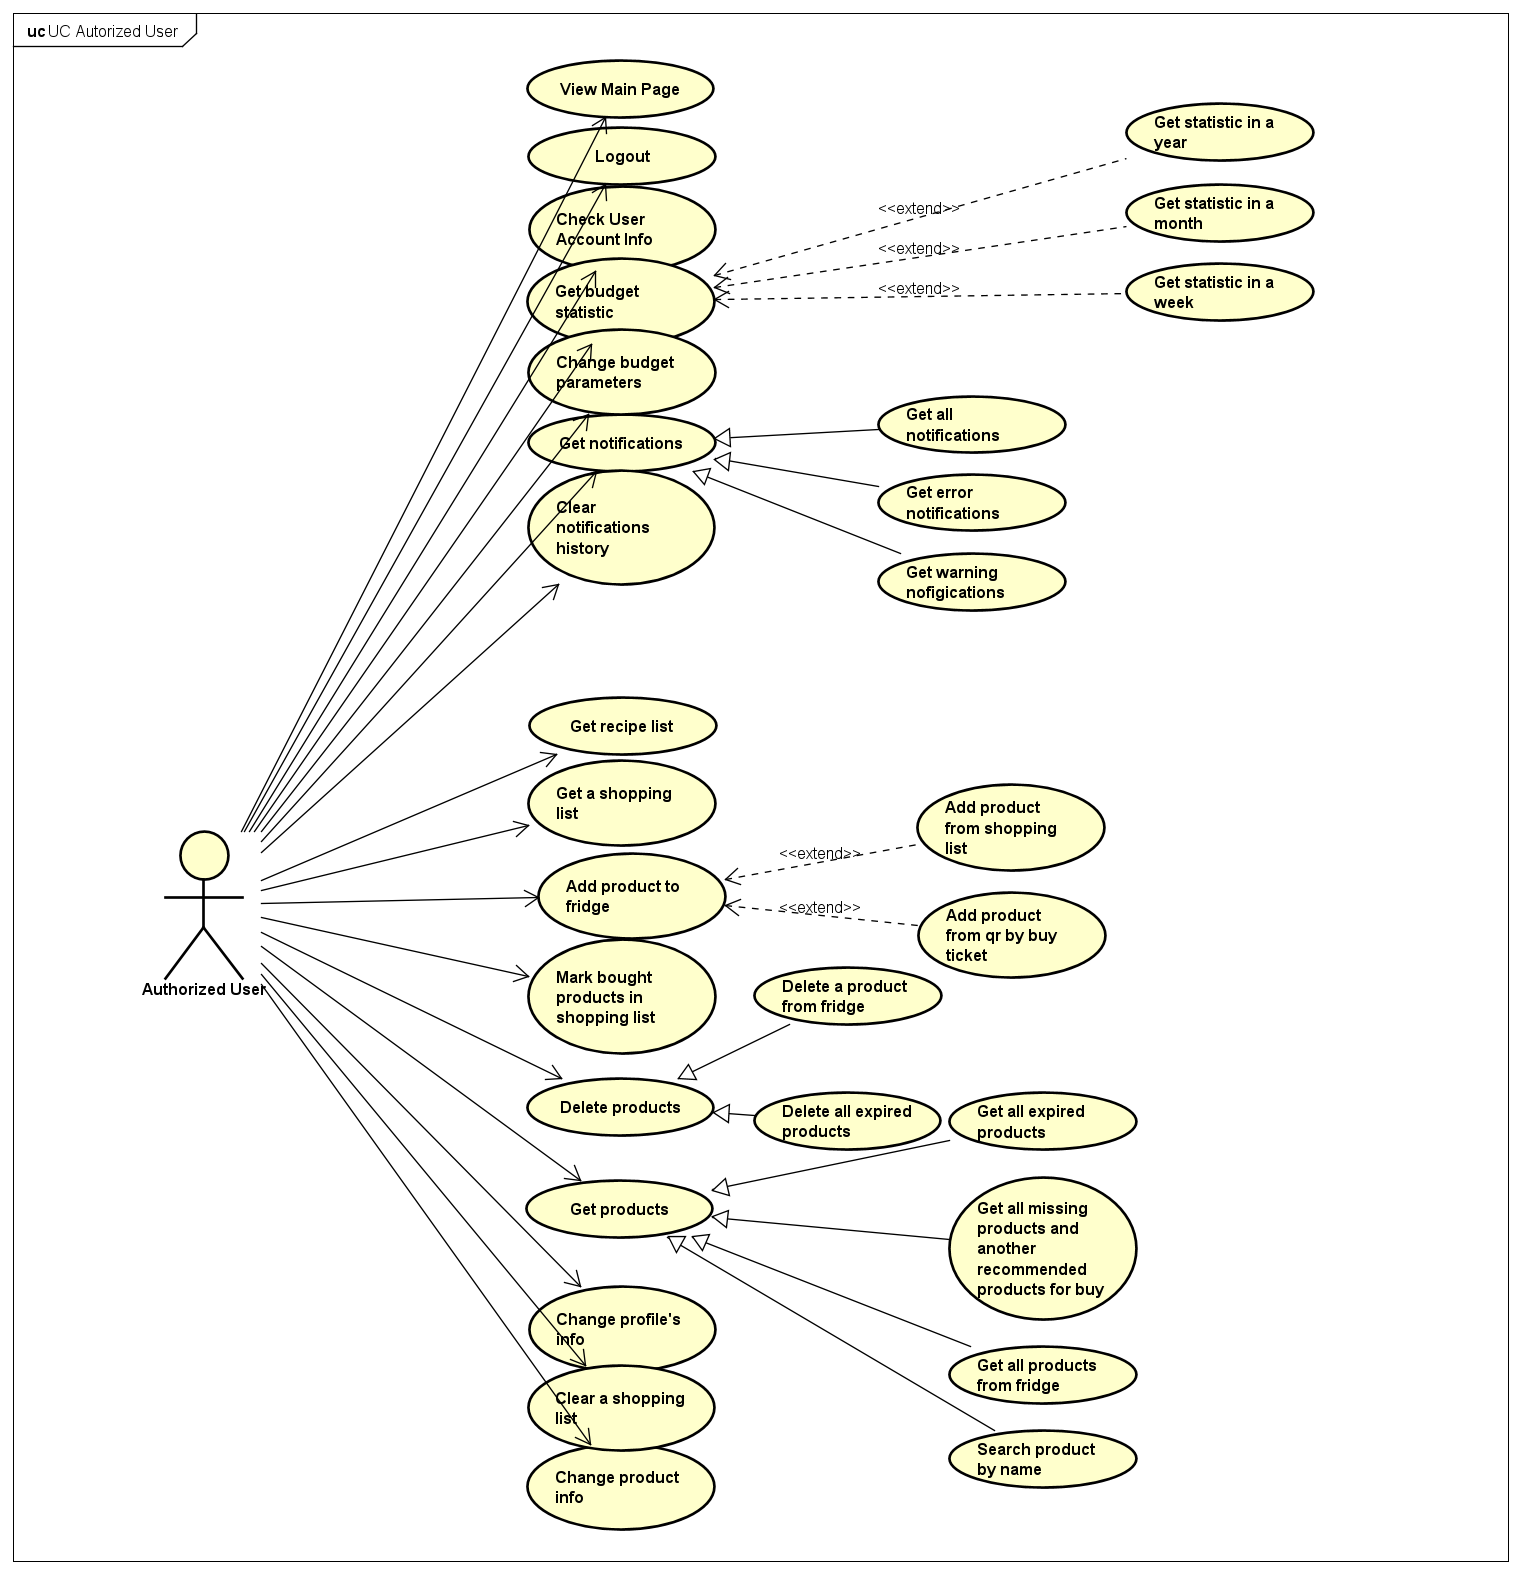 uc UC Autorized User
View Main Page
Logout
Check User
Account Info
Get budget
statistic
Change budget
parameters
Get notifications
Clear
notifications
history
Get statistic in a
year
Get statistic in a
month
Get statistic in a
week
<<extend>>
<<extend>>
<<extend>>
Get all
notifications
Get error
notifications
Get warning
nofigications
Get recipe list
Get a shopping
list
Add product to
fridge
Mark bought
products in
shopping list
<<extend>>
<<extend>>
Add product
from shopping
list
Add product
from qr by buy
ticket
Authorized User
Delete a product
from fridge
Delete products
Delete all expired
products
Get all expired
products
Get products
Get all missing
products and
another
recommended
products for buy
Change profile's
info
Get all products
from fridge
Clear a shopping
list
Search product
by name
Change product
info